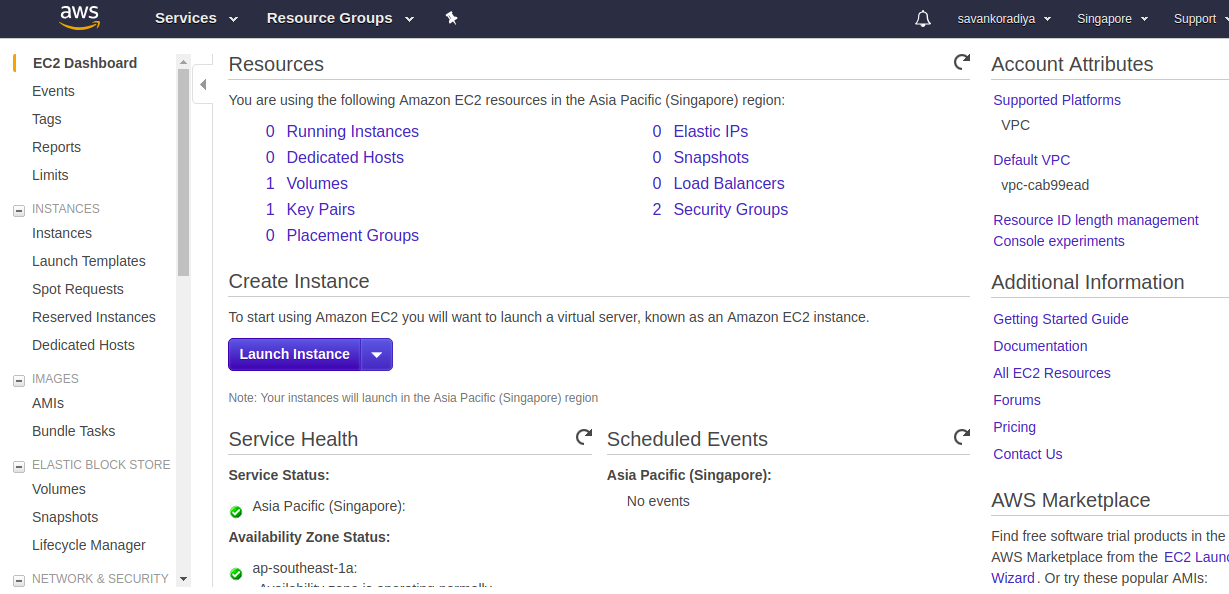 aws Services Resource Groups savankoradiya Singapore Support
EC2 Dashboard
Events
Tags
Reports
Limits
INSTANCES
Instances
Launch Templates
Spot Requests
Reserved Instances
Dedicated Hosts
IMAGES
AMIs
Bundle Tasks
ELASTIC BLOCK STORE
Volumes
Snapshots
Lifecycle Manager
NETWORK & SECURITY
Resources
You are using the following Amazon EC2 resources in the Asia Pacific (Singapore) region:
0 Running Instances 0 Elastic IPs
0 Dedicated Hosts 0 Snapshots
1 Volumes 0 Load Balancers
1 Key Pairs 2 Security Groups
0 Placement Groups
Create Instance
To start using Amazon EC2 you will want to launch a virtual server, known as an Amazon EC2 instance.
Launch Instance
Note: Your instances will launch in the Asia Pacific (Singapore) region
Service Health
Service Status:
Asia Pacific (Singapore):
Availability Zone Status:
ap-southeast-1a:
Availability zone is operating normally
Scheduled Events
Asia Pacific (Singapore):
No events
Account Attributes
Supported Platforms
VPC
Default VPC
vpc-cab99ead
Resource ID length management
Console experiments
Additional Information
Getting Started Guide
Documentation
All EC2 Resources
Forums
Pricing
Contact Us
AWS Marketplace
Find free software trial products in the
AWS Marketplace from the EC2 Laun
Wizard. Or try these popular AMIs: